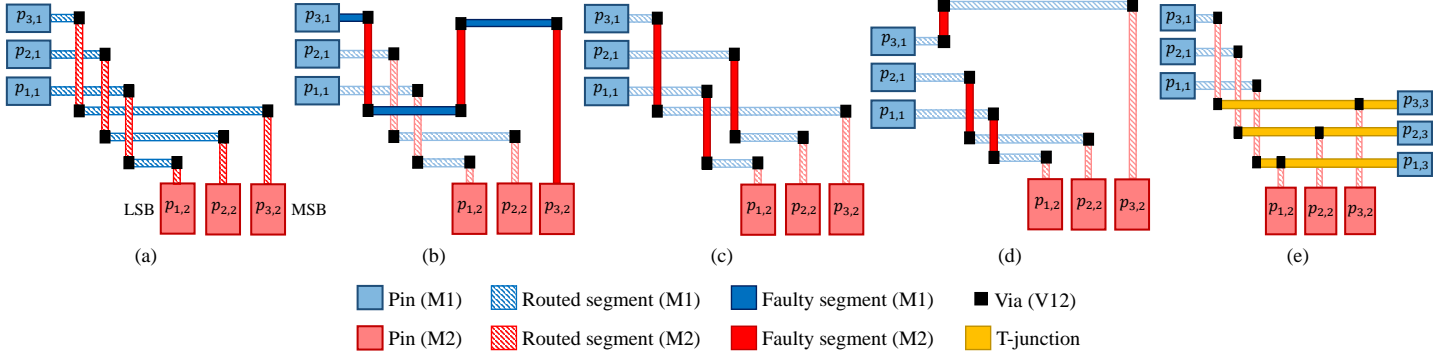 p3,1
p2,1
p1,1
LSB p1,2 p2,2 p3,2 MSB
(a)
p3,1
p2,1
p1,1
p1,2 p2,2 p3,2
(b)
p3,1
p2,1
p1,1
p1,2 p2,2 p3,2
(c)
p3,1
p2,1
p1,1
p1,2 p2,2 p3,2
(d)
p3,1
p2,1
p1,1
p3,3
p2,3
p1,3
p1,2 p2,2 p3,2
(e)
Pin (M1) Routed segment (M1) Faulty segment (M1) Via (V12)
Pin (M2) Routed segment (M2) Faulty segment (M2) T-junction